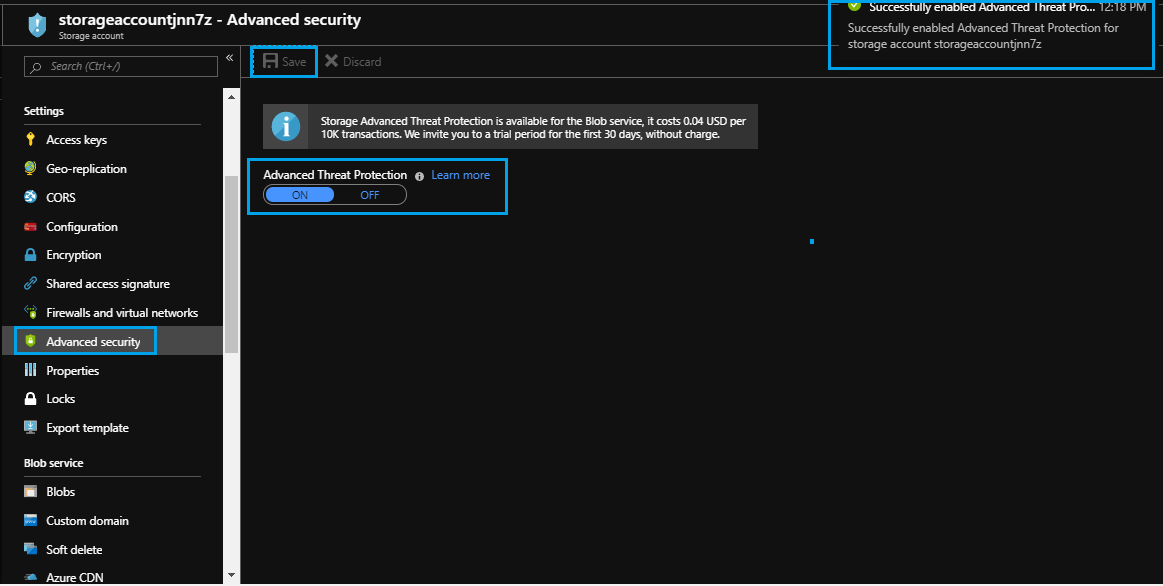 storageaccountjnn7z - Advanced security
Storage account
Successfully enabled Advanced Threat Pro... 12:18 PM
Successfully enabled Advanced Threat Protection for
storage account storageaccountjnn7z
Search (Ctrl+/)
«
Save
Discard
Settings
Access keys
Geo-replication
CORS
Configuration
Encryption
Shared access signature
Firewalls and virtual networks
Advanced security
Properties
Locks
Export template
Blob service
Blobs
Custom domain
Soft delete
Azure CDN
Storage Advanced Threat Protection is available for the Blob service, it costs 0.04 USD per
10K transactions. We invite you to a trial period for the first 30 days, without charge.
Advanced Threat Protection Learn more
ON OFF